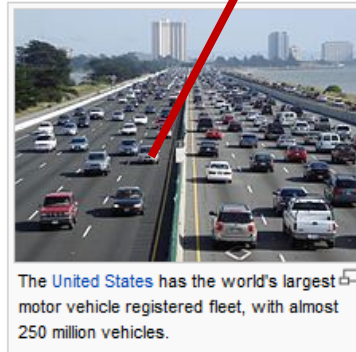 The United States has the world's largest
motor vehicle registered fleet, with almost
250 million vehicles.